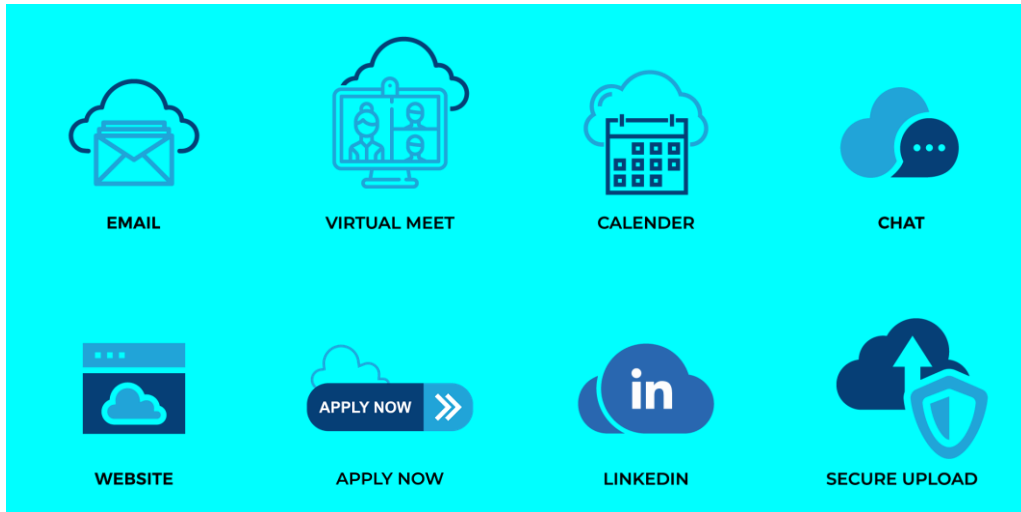 EMAIL
VIRTUAL MEET
CALENDER
CHAT
WEBSITE
APPLY NOW
APPLY NOW
in
LINKEDIN
SECURE UPLOAD